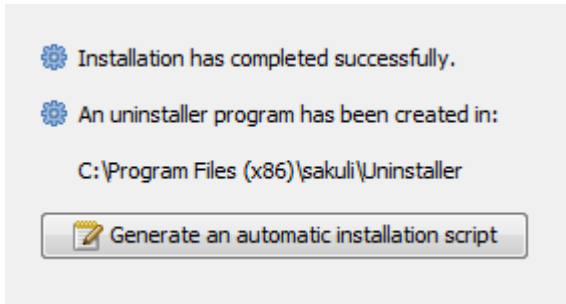 Installation has completed successfully.
An uninstaller program has been created in:
C:\Program Files (x86)\sakuli\Uninstaller
Generate an automatic installation script